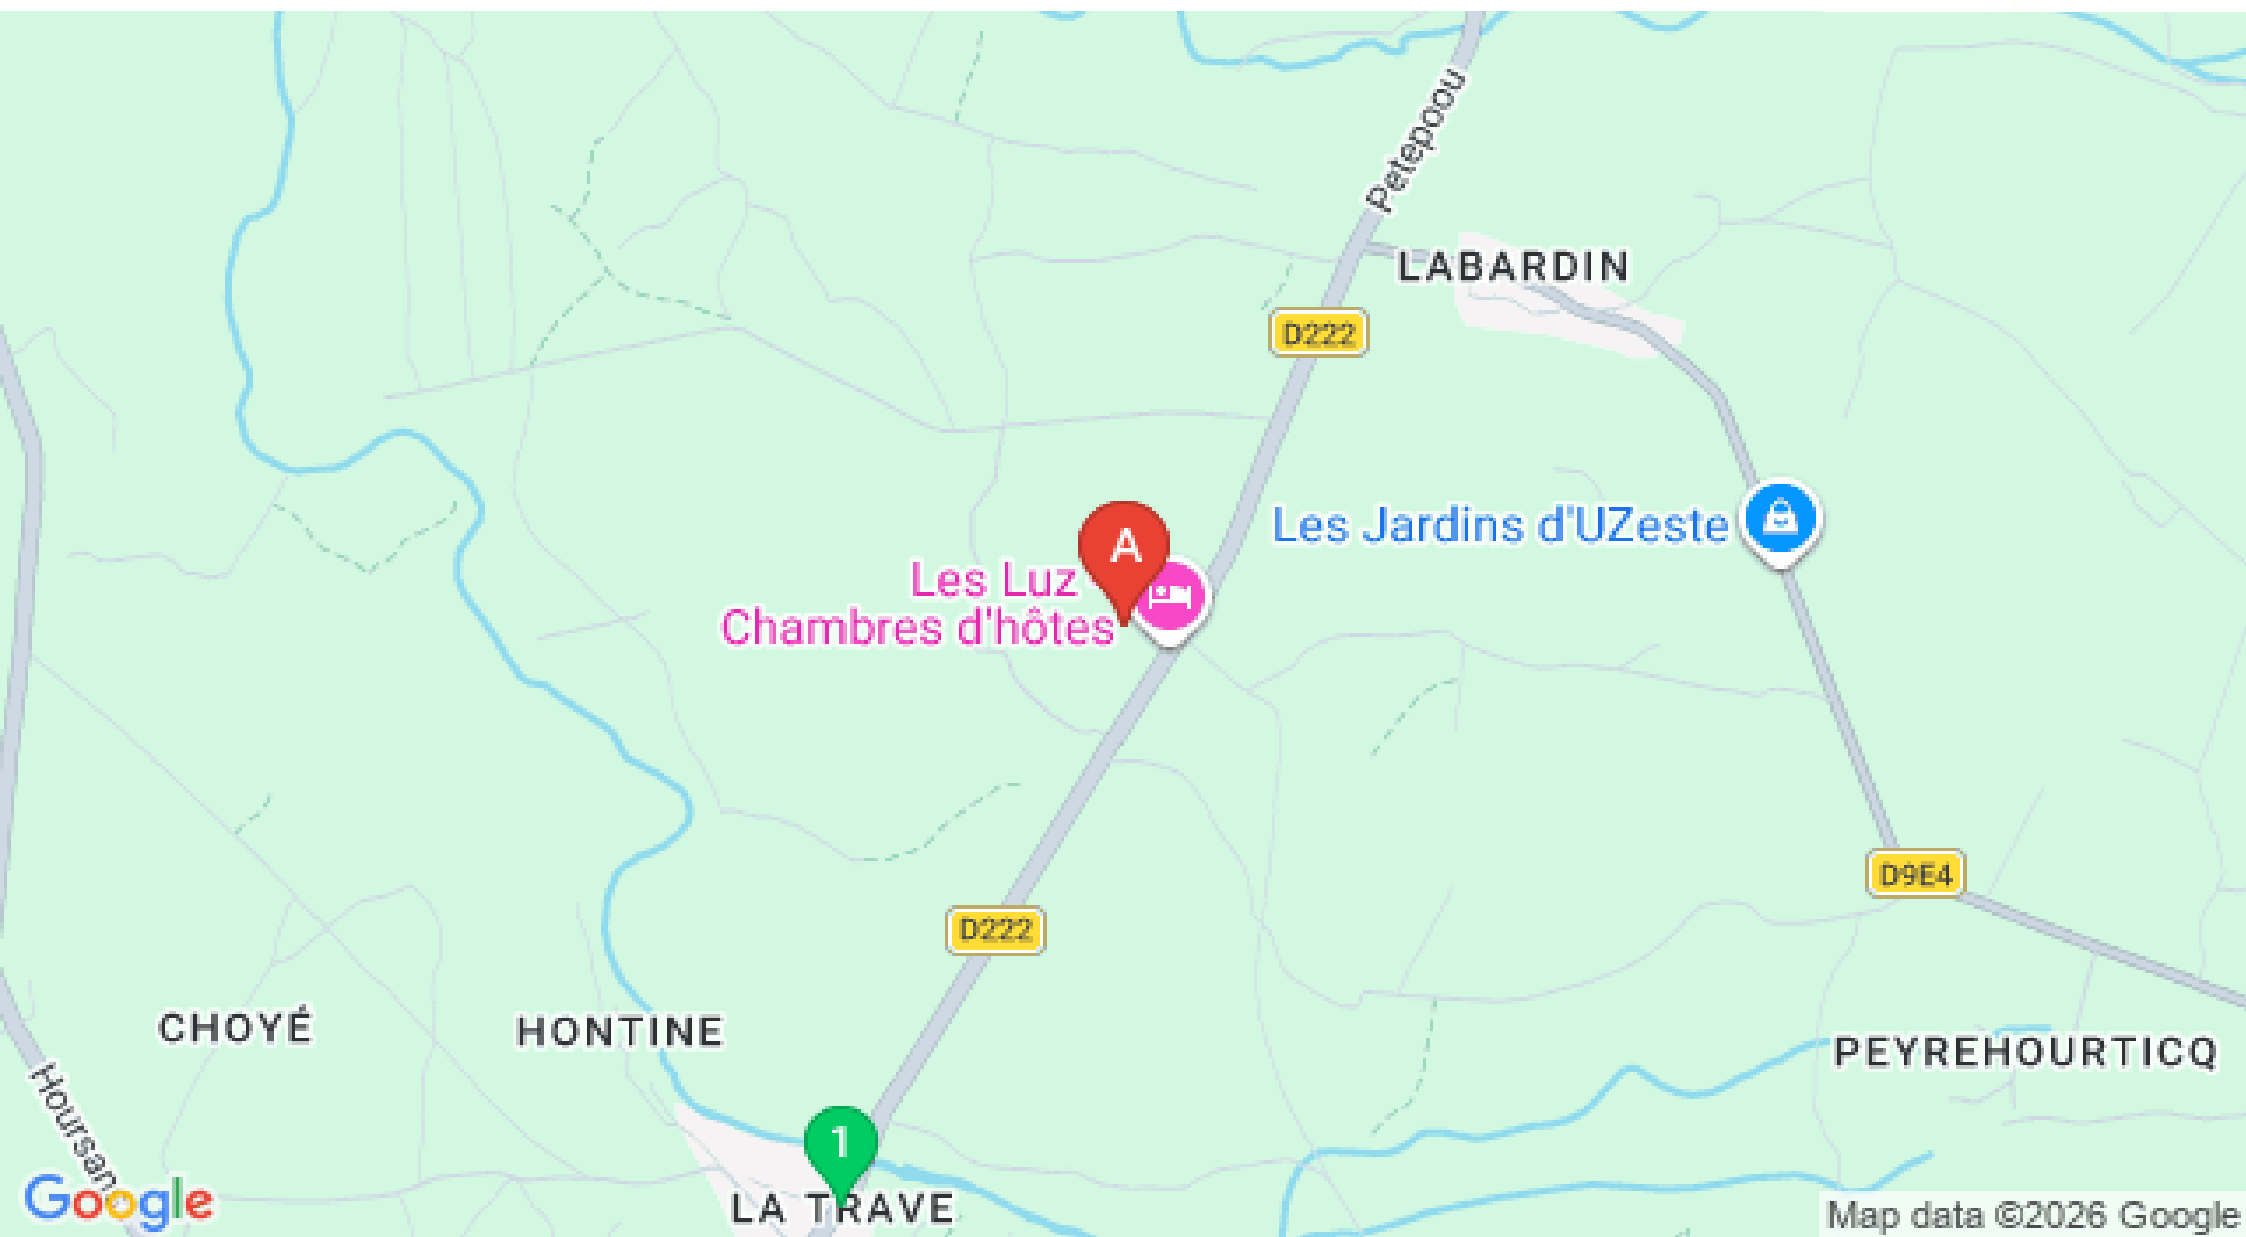 Petepoou
LABARDIN
D222
A
Les Luz
Chambres d'hôtes
Les Jardins d'UZeste
D9E4
D222
CHOYÉ
HONTINE
PEYREHOURTICQ
Hoursan
1
LA TRAVE
Google
Map data ©2026 Google